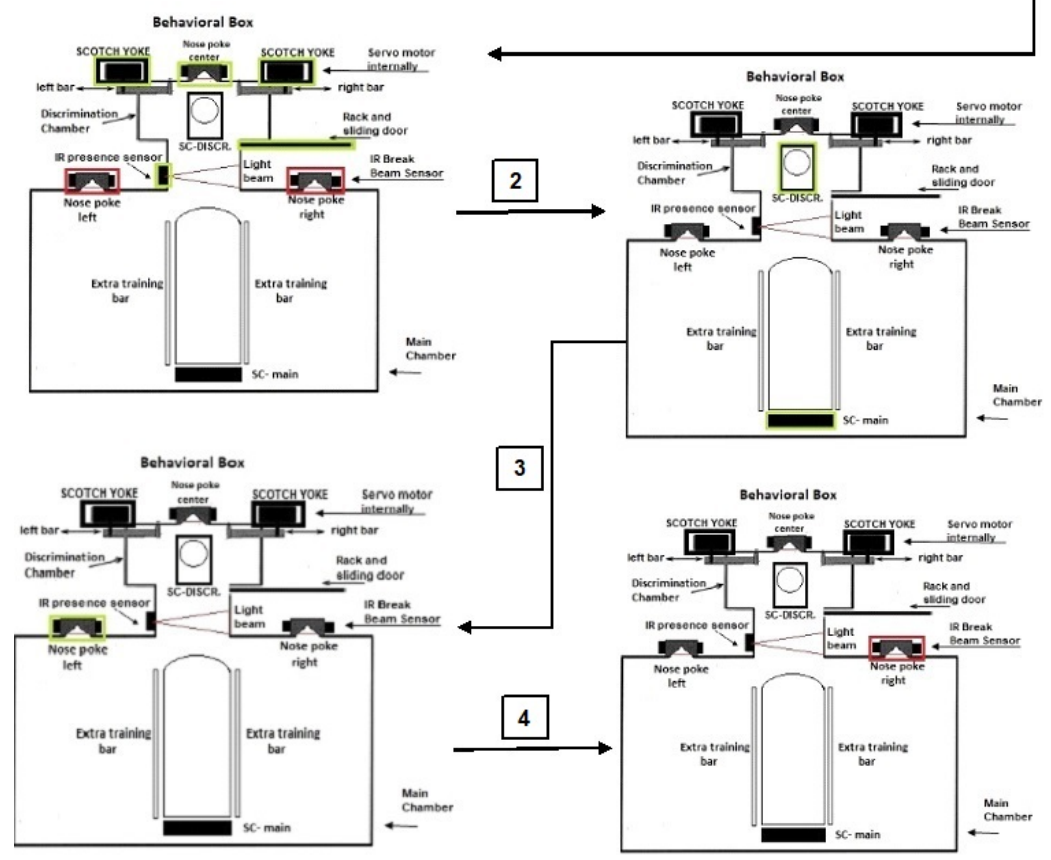 Behavioral Box
SCOTCH YOKE
Nose poke
center
SCOTCH YOKE
Servo motor
internally
left bar
right bar
Discrimination
Chamber
SC-DISCR.
Rack and
sliding door
IR presence sensor
Light
beam
IR Break
Beam Sensor
Nose poke
left
Nose poke
right
Extra training
bar
Extra training
bar
Main
Chamber
SC- main
2
Behavioral Box
SCOTCH YOKE
Nose poke
center
SCOTCH YOKE
Servo motor
internally
left bar
right bar
Discrimination
Chamber
SC-DISCR.
Rack and
sliding door
IR presence sensor
Light
beam
IR Break
Beam Sensor
Nose poke
left
Nose poke
right
Extra training
bar
Extra training
bar
Main
Chamber
SC- main
3
Behavioral Box
SCOTCH YOKE
Nose poke
center
SCOTCH YOKE
Servo motor
internally
left bar
right bar
Discrimination
Chamber
SC-DISCR.
Rack and
sliding door
IR presence sensor
Light
beam
IR Break
Beam Sensor
Nose poke
left
Nose poke
right
Extra training
bar
Extra training
bar
Main
Chamber
SC- main
4
Behavioral Box
SCOTCH YOKE
Nose poke
center
SCOTCH YOKE
Servo motor
internally
left bar
right bar
Discrimination
Chamber
SC-DISCR.
Rack and
sliding door
IR presence sensor
Light
beam
IR Break
Beam Sensor
Nose poke
left
Nose poke
right
Extra training
bar
Extra training
bar
Main
Chamber
SC- main